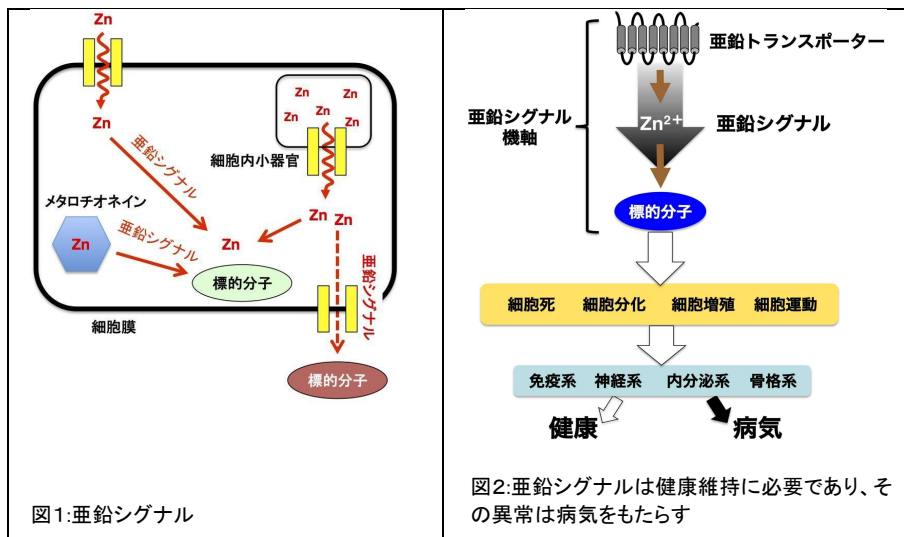 Zn
Zn
亜鉛シグナル
Zn
Zn
Zn
Zn
Zn
細胞内小器官
メタロチオネイン
Zn
亜鉛シグナル
Zn
Zn
Zn
標的分子
亜鉛シグナル
細胞膜
標的分子
図1:亜鉛シグナル
亜鉛トランスポーター
亜鉛シグナル
機軸
Zn2+
亜鉛シグナル
標的分子
細胞死 細胞分化 細胞増殖 細胞運動
免疫系 神経系 内分泌系 骨格系
健康 病気
図2:亜鉛シグナルは健康維持に必要であり、そ
の異常は病気をもたらす